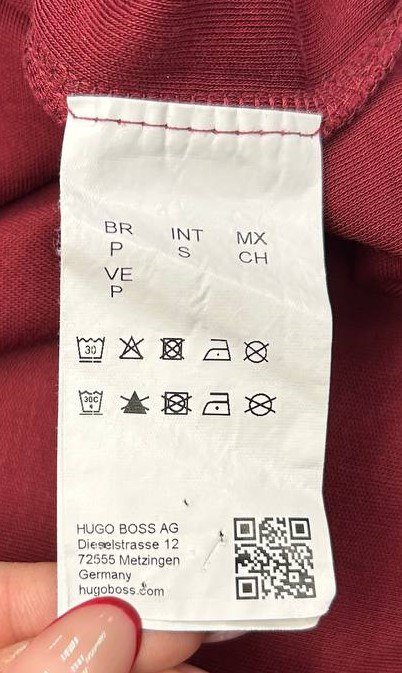 BR INT MX
P S CH
VE
P
30
30C
HUGO BOSS AG
Dieselstrasse 12
72555 Metzingen
Germany
hugoboss.com